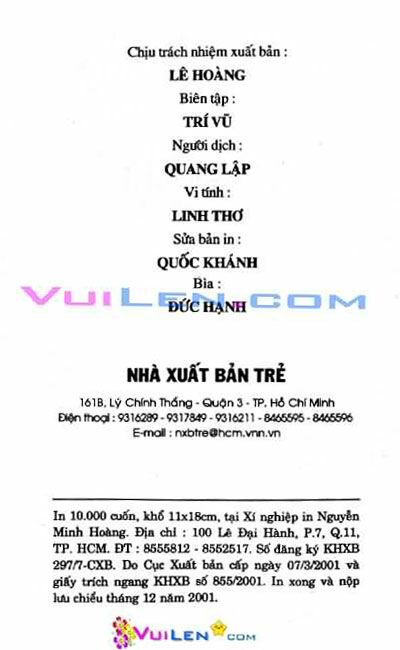 Chịu trách nhiệm xuất bản :
LÊ HOÀNG
Biên tập :
TRÍ VŨ
Người dịch :
QUANG LẬP
Vi tính :
LINH THƠ
Sửa bản in :
QUỐC KHÁNH
Bìa :
VUILEN.COM
ĐỨC HẠNH
NHÀ XUẤT BẢN TRẺ
161B, Lý Chính Thắng - Quận 3 - TP. Hồ Chí Minh
Điện thoại : 9316289 - 9317849 - 9316211 - 8465595 - 8465596
E-mail : nxbtre@hcm.vnn.vn
In 10.000 cuốn, khổ 11x18cm, tại Xí nghiệp in Nguyễn
Minh Hoàng. Địa chỉ : 100 Lê Đại Hành, P.7, Q.11,
TP. HCM. ĐT : 8555812 - 8552517. Số đăng ký KHXB
297/7-CXB. Do Cục Xuất bản cấp ngày 07/3/2001 và
giấy trích ngang KHXB số 855/2001. In xong và nộp
lưu chiểu tháng 12 năm 2001.
VUILEN.COM